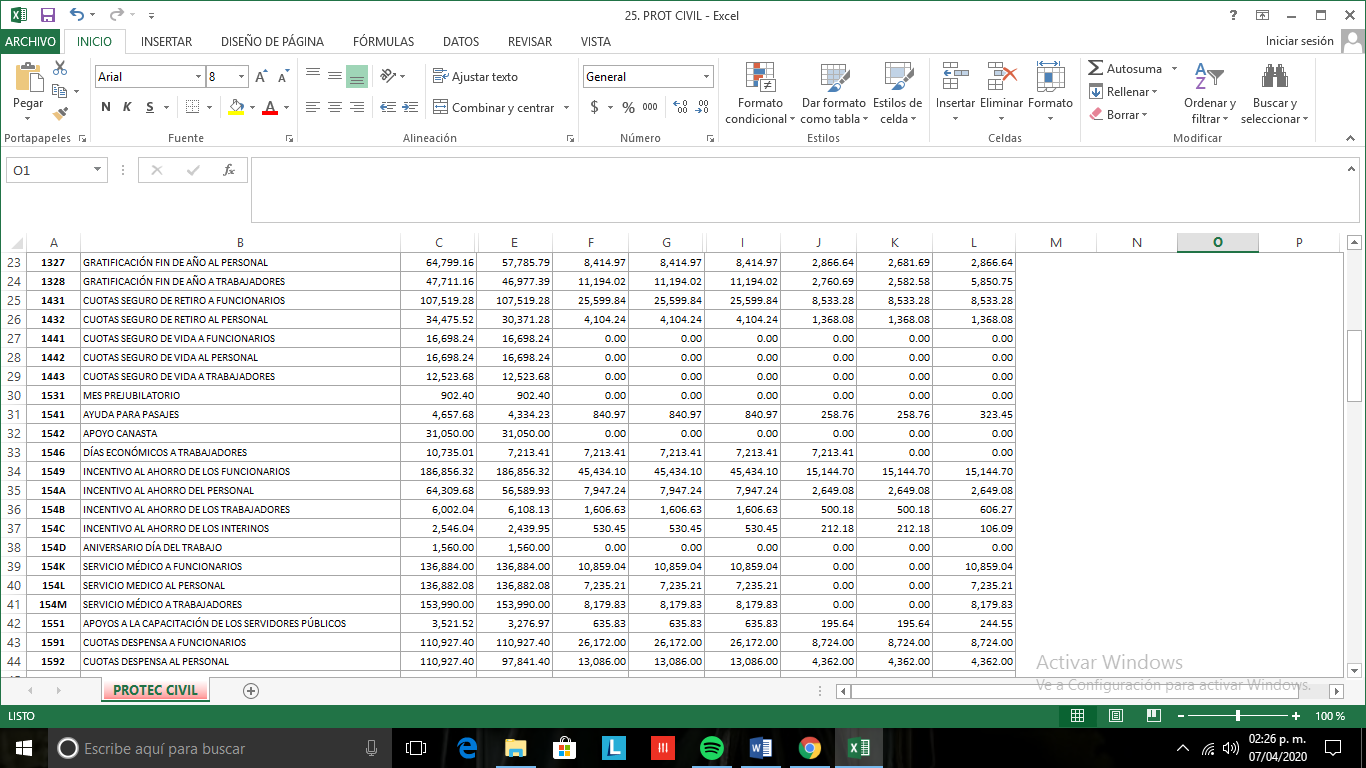 25. PROT CIVIL - Excel
ARCHIVO INICIO INSERTAR DISEÑO DE PÁGINA FÓRMULAS DATOS REVISAR VISTA Iniciar sesión
Pegar Arial 8 Ajustar texto General
N K S Combinar y centrar $ % 000
Formato condicional Dar formato como tabla Estilos de celda Insertar Eliminar Formato Autosuma Rellenar Borrar Ordenar y filtrar Buscar y seleccionar
Portapapeles Fuente Alineación Número Estilos Celdas Modificar
O1 fx
A B C E F G I J K L M N O P
23 1327 GRATIFICACIÓN FIN DE AÑO AL PERSONAL 64,799.16 57,785.79 8,414.97 8,414.97 8,414.97 2,866.64 2,681.69 2,866.64
24 1328 GRATIFICACIÓN FIN DE AÑO A TRABAJADORES 47,711.16 46,977.39 11,194.02 11,194.02 11,194.02 2,760.69 2,582.58 5,850.75
25 1431 CUOTAS SEGURO DE RETIRO A FUNCIONARIOS 107,519.28 107,519.28 25,599.84 25,599.84 25,599.84 8,533.28 8,533.28 8,533.28
26 1432 CUOTAS SEGURO DE RETIRO AL PERSONAL 34,475.52 30,371.28 4,104.24 4,104.24 4,104.24 1,368.08 1,368.08 1,368.08
27 1441 CUOTAS SEGURO DE VIDA A FUNCIONARIOS 16,698.24 16,698.24 0.00 0.00 0.00 0.00 0.00 0.00
28 1442 CUOTAS SEGURO DE VIDA AL PERSONAL 16,698.24 16,698.24 0.00 0.00 0.00 0.00 0.00 0.00
29 1443 CUOTAS SEGURO DE VIDA A TRABAJADORES 12,523.68 12,523.68 0.00 0.00 0.00 0.00 0.00 0.00
30 1531 MES PREJUBILATORIO 902.40 902.40 0.00 0.00 0.00 0.00 0.00 0.00
31 1541 AYUDA PARA PASAJES 4,657.68 4,334.23 840.97 840.97 840.97 258.76 258.76 323.45
32 1542 APOYO CANASTA 31,050.00 31,050.00 0.00 0.00 0.00 0.00 0.00 0.00
33 1546 DÍAS ECONÓMICOS A TRABAJADORES 10,735.01 7,213.41 7,213.41 7,213.41 7,213.41 7,213.41 0.00 0.00
34 1549 INCENTIVO AL AHORRO DE LOS FUNCIONARIOS 186,856.32 186,856.32 45,434.10 45,434.10 45,434.10 15,144.70 15,144.70 15,144.70
35 154A INCENTIVO AL AHORRO DEL PERSONAL 64,309.68 56,589.93 7,947.24 7,947.24 7,947.24 2,649.08 2,649.08 2,649.08
36 154B INCENTIVO AL AHORRO DE LOS TRABAJADORES 6,002.04 6,108.13 1,606.63 1,606.63 1,606.63 500.18 500.18 606.27
37 154C INCENTIVO AL AHORRO DE LOS INTERINOS 2,546.04 2,439.95 530.45 530.45 530.45 212.18 212.18 106.09
38 154D ANIVERSARIO DÍA DEL TRABAJO 1,560.00 1,560.00 0.00 0.00 0.00 0.00 0.00 0.00
39 154K SERVICIO MÉDICO A FUNCIONARIOS 136,884.00 136,884.00 10,859.04 10,859.04 10,859.04 0.00 0.00 10,859.04
40 154L SERVICIO MEDICO AL PERSONAL 136,882.08 136,882.08 7,235.21 7,235.21 7,235.21 0.00 0.00 7,235.21
41 154M SERVICIO MÉDICO A TRABAJADORES 153,990.00 153,990.00 8,179.83 8,179.83 8,179.83 0.00 0.00 8,179.83
42 1551 APOYOS A LA CAPACITACIÓN DE LOS SERVIDORES PÚBLICOS 3,521.52 3,276.97 635.83 635.83 635.83 195.64 195.64 244.55
43 1591 CUOTAS DESPENSA A FUNCIONARIOS 110,927.40 110,927.40 26,172.00 26,172.00 26,172.00 8,724.00 8,724.00 8,724.00
44 1592 CUOTAS DESPENSA AL PERSONAL 110,927.40 97,841.40 13,086.00 13,086.00 13,086.00 4,362.00 4,362.00 4,362.00
Activar Windows
Ve a Configuración para activar Windows.
PROTEC CIVIL
LISTO 100 %
Escribe aquí para buscar 02:26 p. m.
07/04/2020